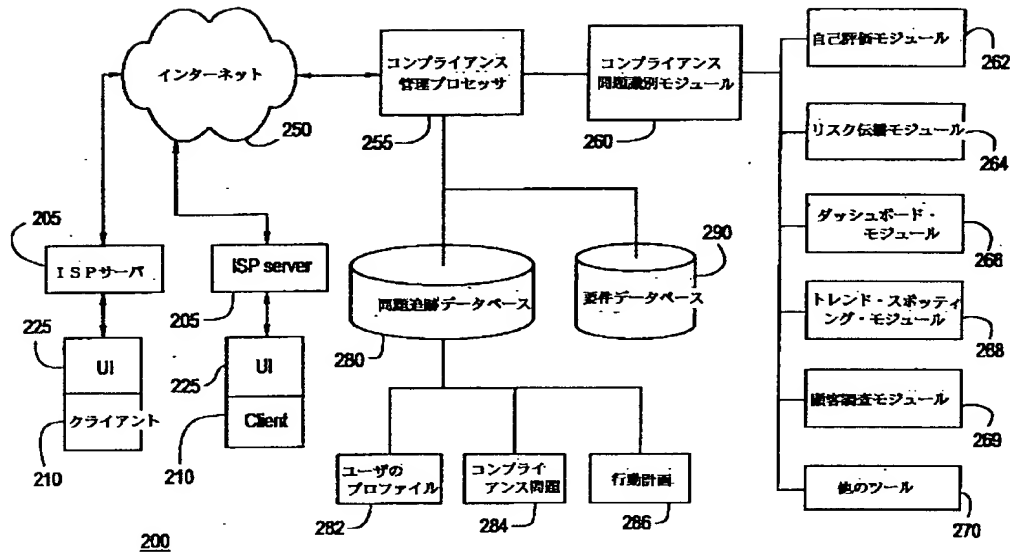 インターネット
250
コンプライアンス
管理プロセッサ
255
コンプライアンス
問題識別モジュール
260
自己評価モジュール
262
リスク伝播モジュール
264
ダッシュボード・
モジュール
266
トレンド・スポッティ
ング・モジュール
268
顧客調査モジュール
269
他のツール
270
205
ISPサーバ
ISP server
205
225
UI
クライアント
210
225
UI
Client
210
問題追跡データベース
280
290
要件データベース
ユーザの
プロファイル
282
コンプライ
アンス問題
284
行動計画
286
200